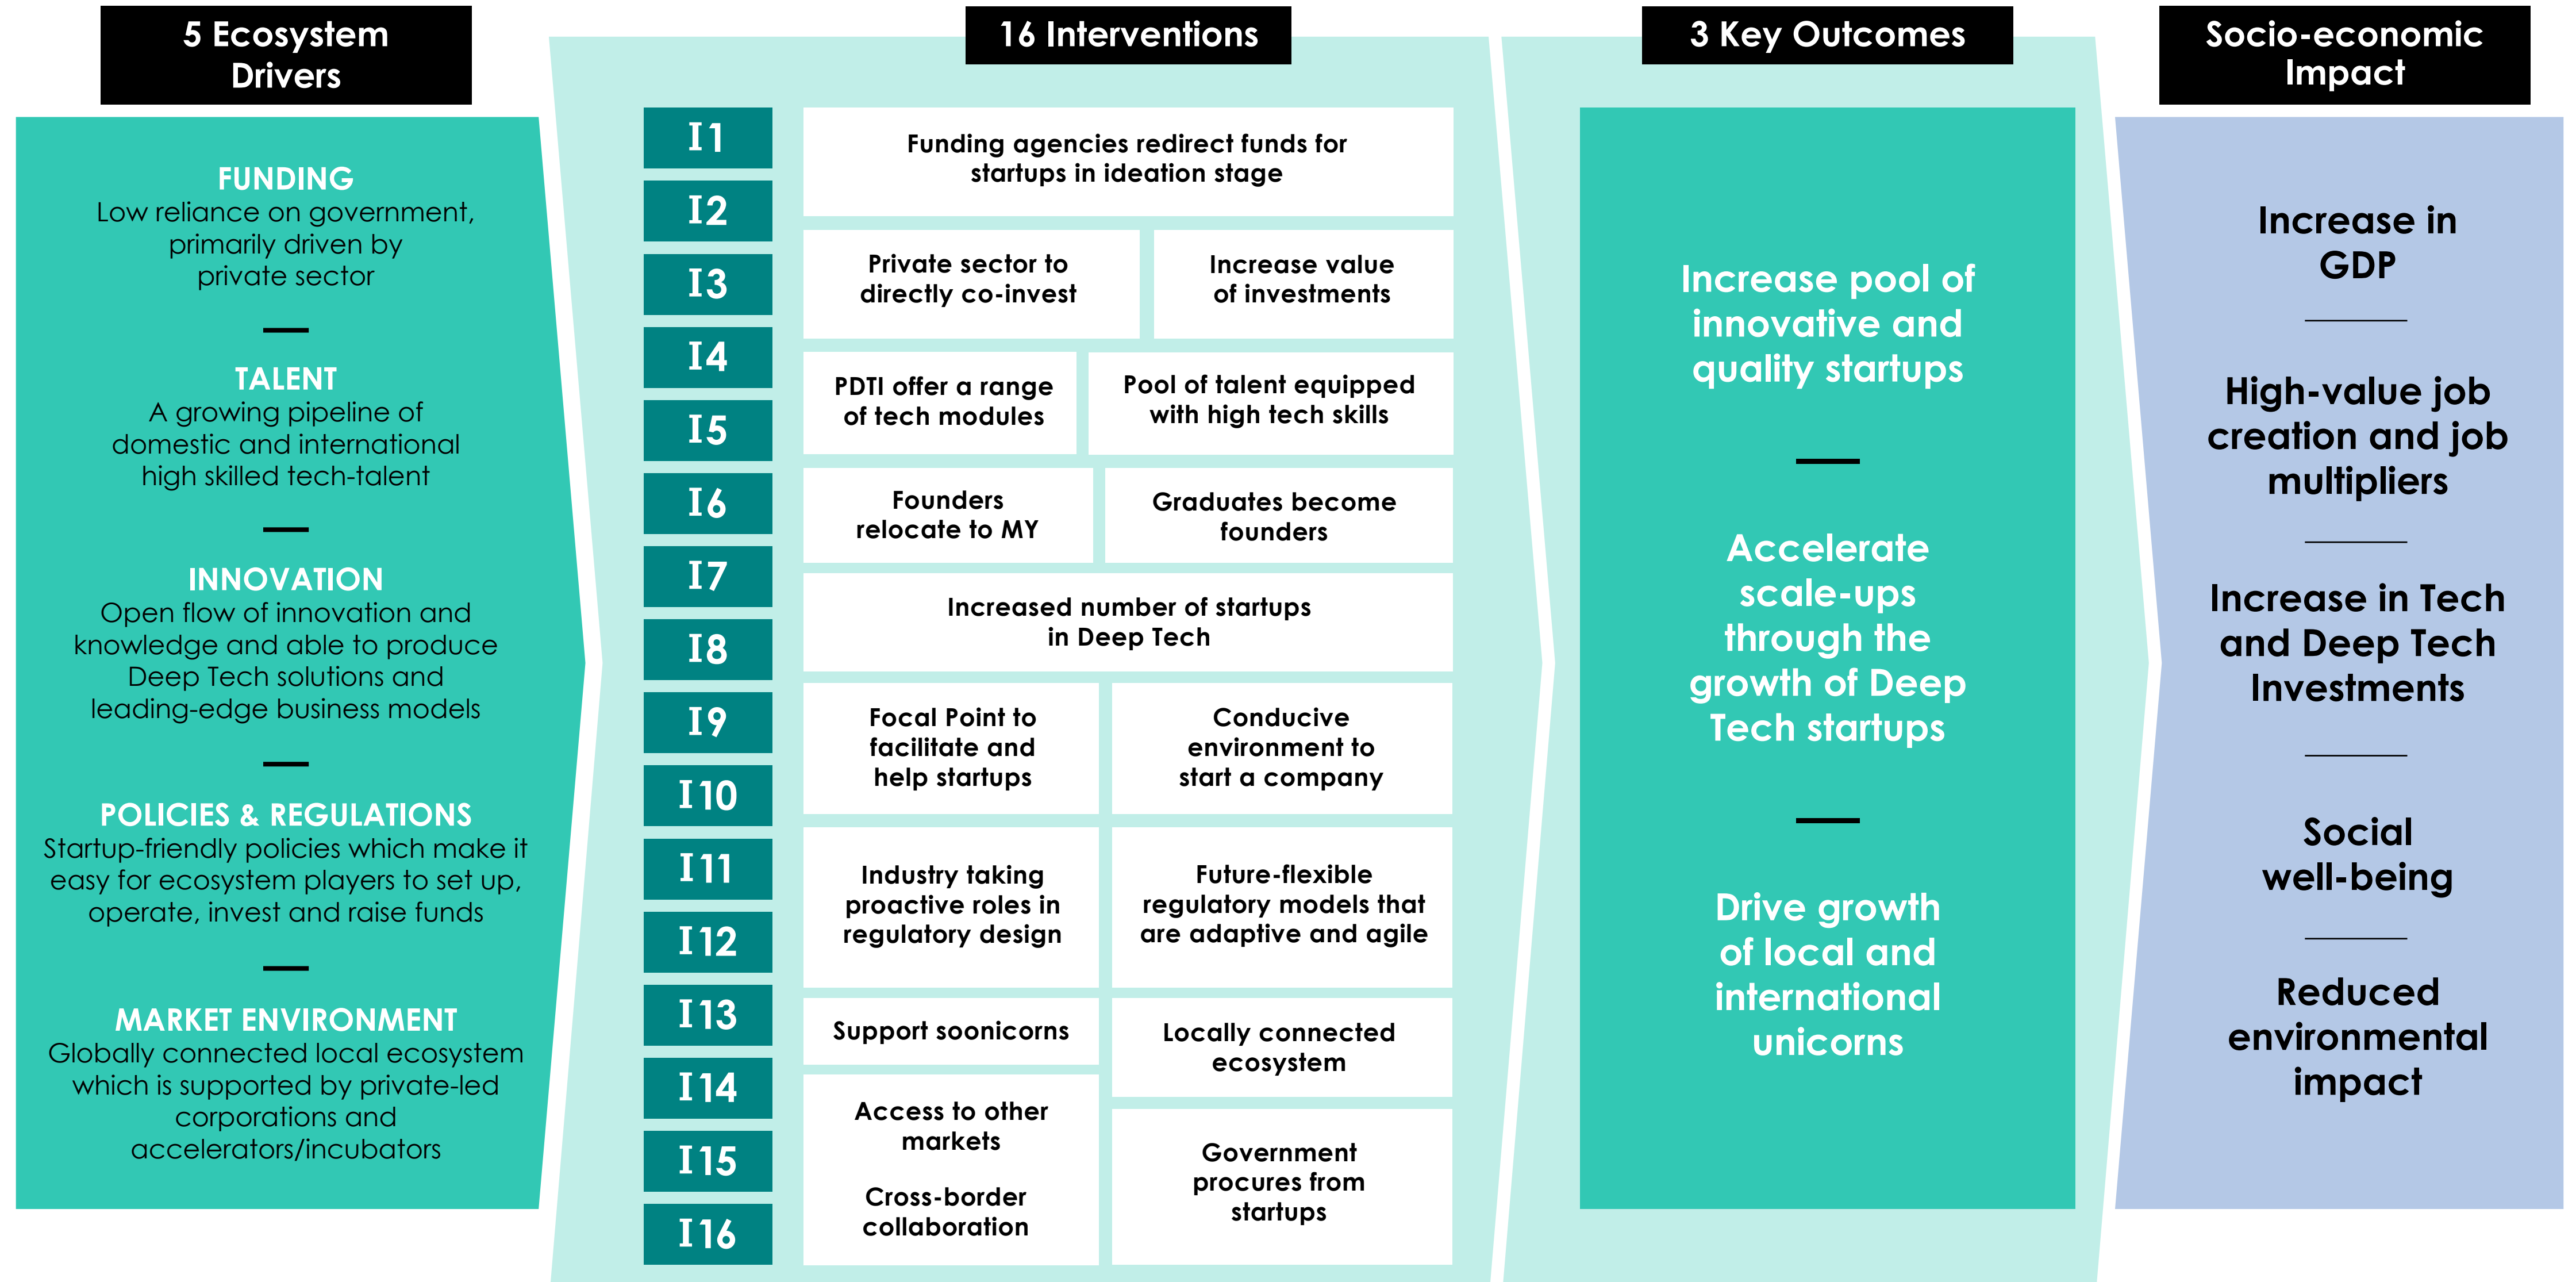 5 Ecosystem
Drivers
FUNDING
Low reliance on government,
primarily driven by
private sector
TALENT
A growing pipeline of
domestic and international
high skilled tech-talent
INNOVATION
Open flow of innovation and
knowledge and able to produce
Deep Tech solutions and
leading-edge business models
POLICIES & REGULATIONS
Startup-friendly policies which make it
easy for ecosystem players to set up,
operate, invest and raise funds
MARKET ENVIRONMENT
Globally connected local ecosystem
which is supported by private-led
corporations and
accelerators/incubators
16 Interventions
I1
I2
I3
I4
I5
I6
I7
I8
I9
I10
I11
I12
I13
I14
I15
I16
Funding agencies redirect funds for
startups in ideation stage
Private sector to
directly co-invest
Increase value
of investments
PDTI offer a range
of tech modules
Pool of talent equipped
with high tech skills
Founders
relocate to MY
Graduates become
founders
Increased number of startups
in Deep Tech
Focal Point to
facilitate and
help startups
Conducive
environment to
start a company
Industry taking
proactive roles in
regulatory design
Future-flexible
regulatory models that
are adaptive and agile
Support soonicorns
Locally connected
ecosystem
Access to other
markets
Cross-border
collaboration
Government
procures from
startups
3 Key Outcomes
Increase pool of
innovative and
quality startups
Accelerate
scale-ups
through the
growth of Deep
Tech startups
Drive growth
of local and
international
unicorns
Socio-economic
Impact
Increase in
GDP
High-value job
creation and job
multipliers
Increase in Tech
and Deep Tech
Investments
Social
well-being
Reduced
environmental
impact